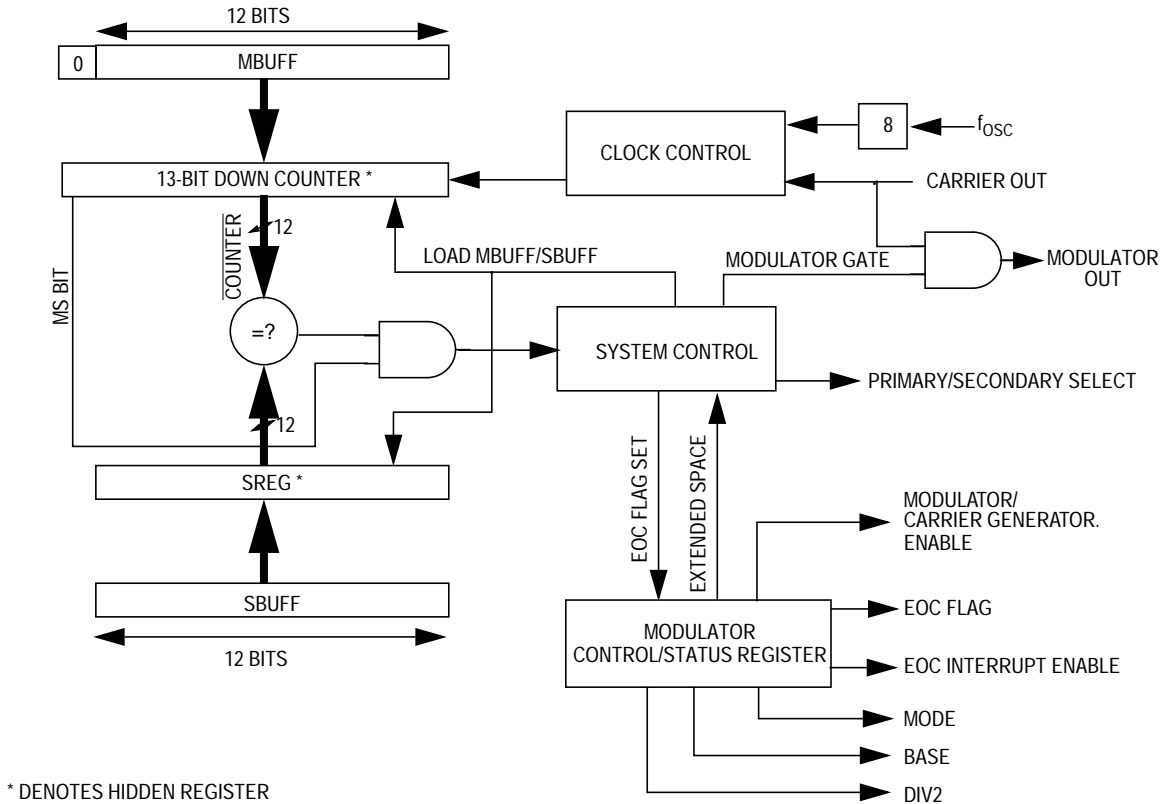 12 BITS
0
MBUFF
8
fOSC
CLOCK CONTROL
13-BIT DOWN COUNTER *
CARRIER OUT
12
COUNTER
LOAD MBUFF/SBUFF
MODULATOR GATE
MODULATOR
OUT
MS BIT
=?
SYSTEM CONTROL
PRIMARY/SECONDARY SELECT
12
SREG *
EOC FLAG SET
EXTENDED SPACE
MODULATOR/
CARRIER GENERATOR.
ENABLE
SBUFF
12 BITS
MODULATOR
CONTROL/STATUS REGISTER
EOC FLAG
EOC INTERRUPT ENABLE
MODE
BASE
DIV2
* DENOTES HIDDEN REGISTER